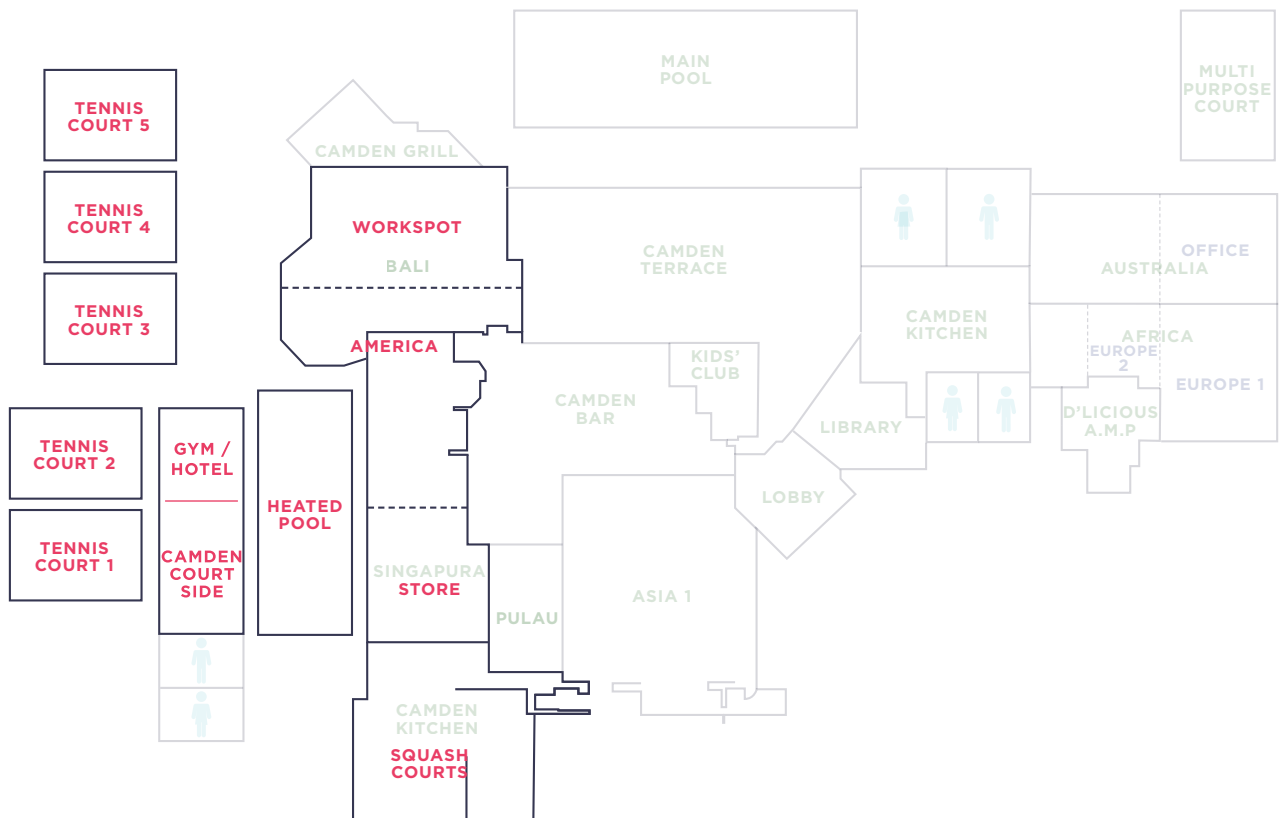 MAIN
POOL
MULTI
PURPOSE
COURT
TENNIS
COURT 5
CAMDEN GRILL
TENNIS
COURT 4
WORKSPOT
BALI
CAMDEN
TERRACE
OFFICE
AUSTRALIA
TENNIS
COURT 3
AMERICA
CAMDEN
KITCHEN
AFRICA
EUROPE
2
KIDS'
CLUB
EUROPE 1
CAMDEN
BAR
D'LICIOUS
A.M.P
LIBRARY
TENNIS
COURT 2
GYM /
HOTEL
HEATED
POOL
LOBBY
TENNIS
COURT 1
CAMDEN
COURT
SIDE
SINGAPURA
STORE
PULAU
ASIA 1
CAMDEN
KITCHEN
SQUASH
COURTS